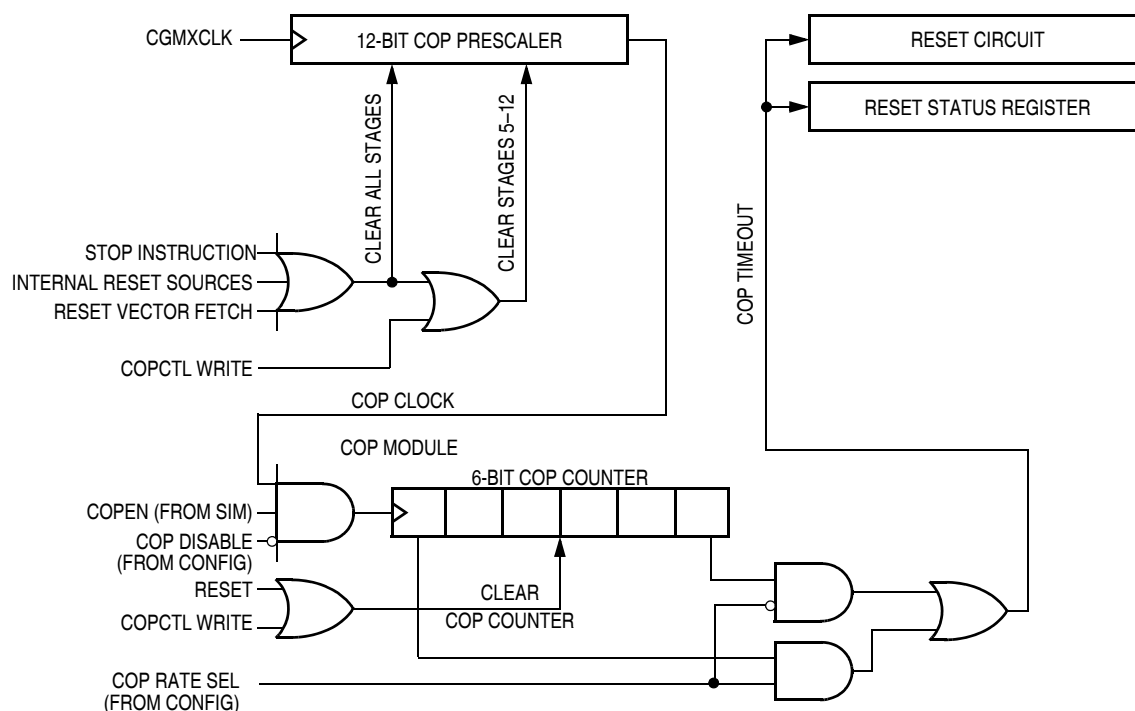 CGMXCLK
12-BIT COP PRESCALER
RESET CIRCUIT
RESET STATUS REGISTER
CLEAR ALL STAGES
CLEAR STAGES 5–12
COP TIMEOUT
STOP INSTRUCTION
INTERNAL RESET SOURCES
RESET VECTOR FETCH
COPCTL WRITE
COP CLOCK
COP MODULE
6-BIT COP COUNTER
COPEN (FROM SIM)
COP DISABLE
(FROM CONFIG)
RESET
COPCTL WRITE
CLEAR
COP COUNTER
COP RATE SEL
(FROM CONFIG)